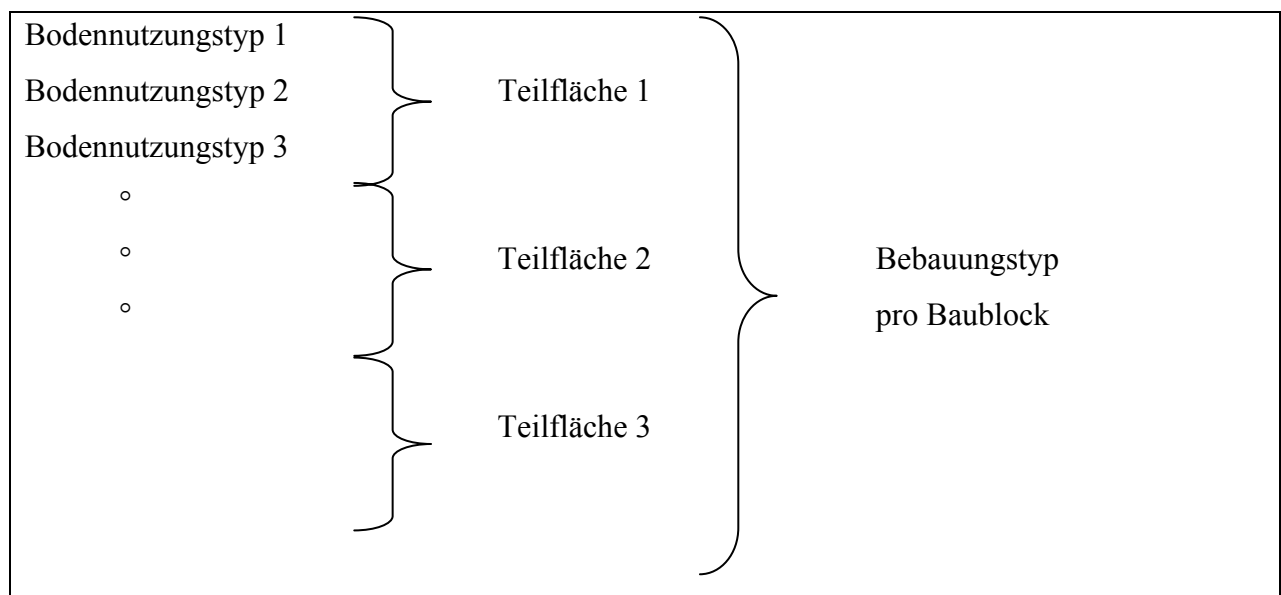 Bodennutzungstyp 1
Bodennutzungstyp 2
Bodennutzungstyp 3
Teilfläche 1
Teilfläche 2
Teilfläche 3
Bebauungstyp
pro Baublock